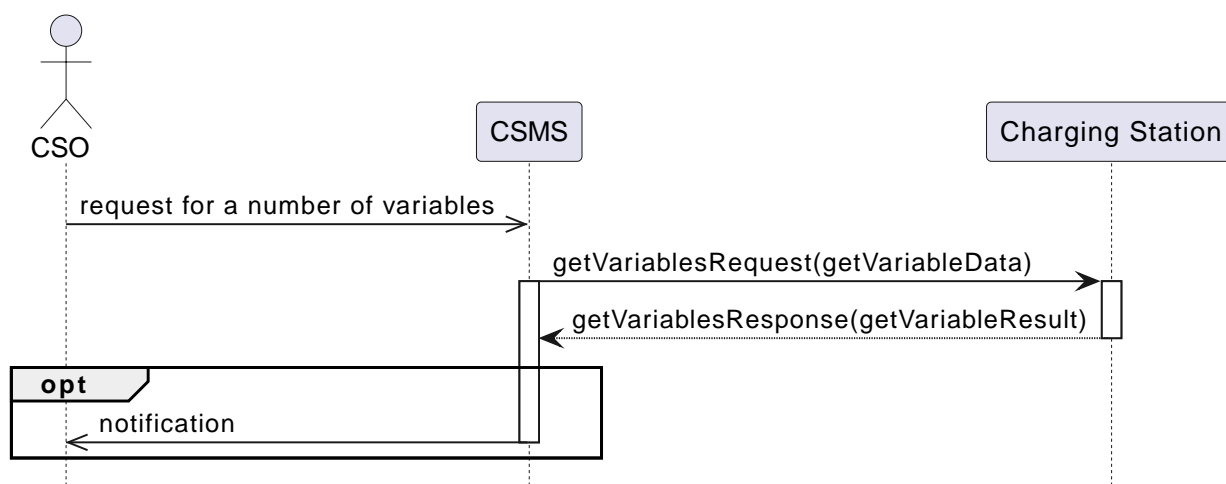 CSO
CSMS
Charging Station
request for a number of variables
getVariablesRequest(getVariableData)
getVariablesResponse(getVariableResult)
opt
notification